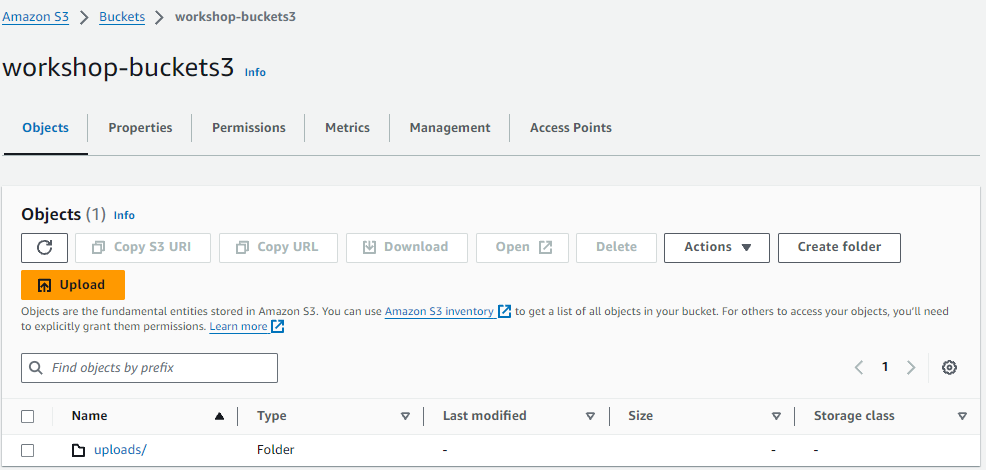 Amazon S3 > Buckets > workshop-buckets3
workshop-buckets3 Info
Objects Properties Permissions Metrics Management Access Points
Objects (1) Info
Copy S3 URI Copy URL Download Open Delete Actions Create folder
Upload
Objects are the fundamental entities stored in Amazon S3. You can use Amazon S3 inventory to get a list of all objects in your bucket. For others to access your objects, you'll need
to explicitly grant them permissions. Learn more
Find objects by prefix 1
Name Type Last modified Size Storage class
uploads/ Folder - - -